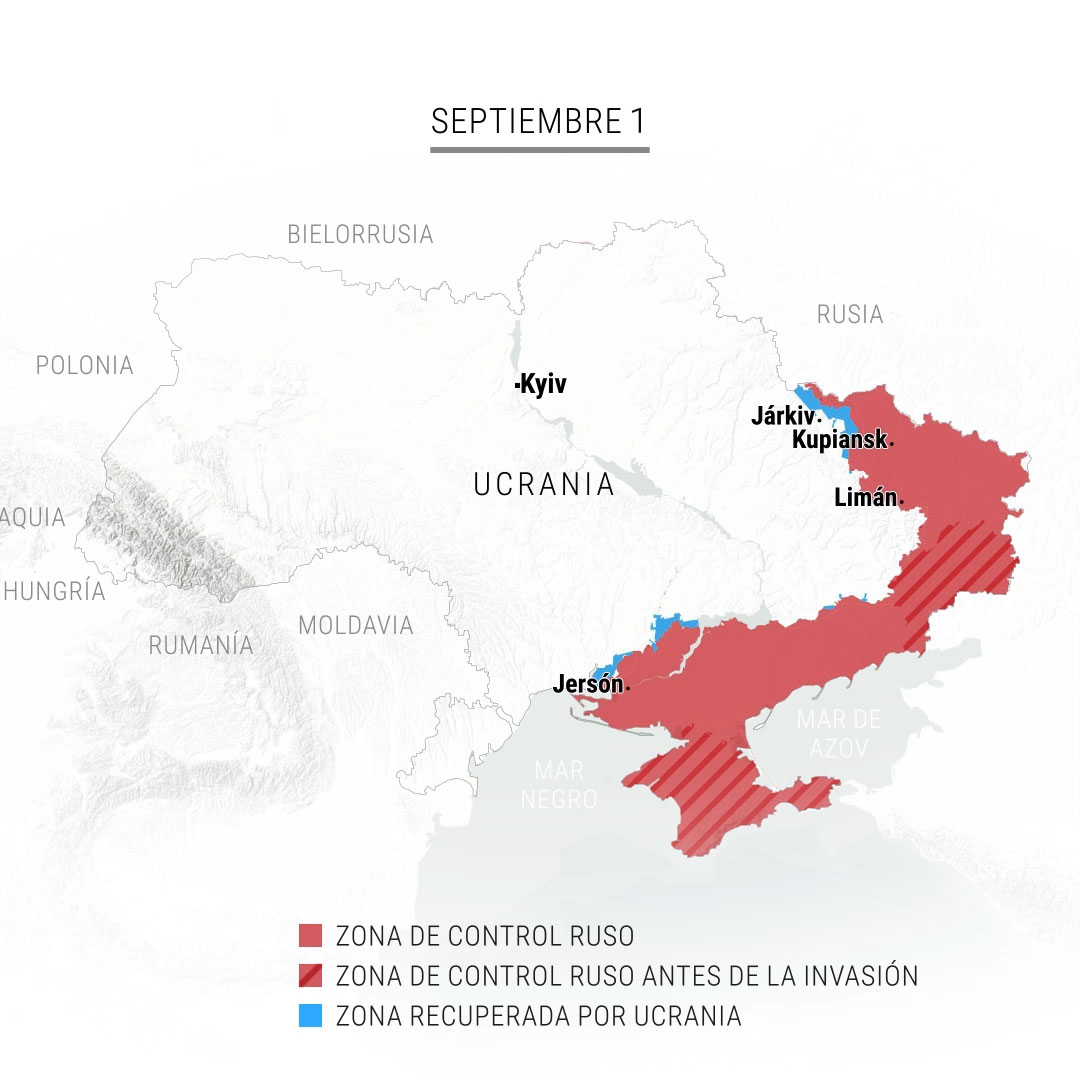 SEPTIEMBRE 1
BIELORRUSIA
RUSIA
POLONIA
Kyiv
Járkiv
Kupiansk
UCRANIA
Limán
AQUIA
HUNGRÍA
MOLDAVIA
RUMANÍA
Jersón
MAR DE
AZOV
MAR
NEGRO
ZONA DE CONTROL RUSO
ZONA DE CONTROL RUSO ANTES DE LA INVASIÓN
ZONA RECUPERADA POR UCRANIA